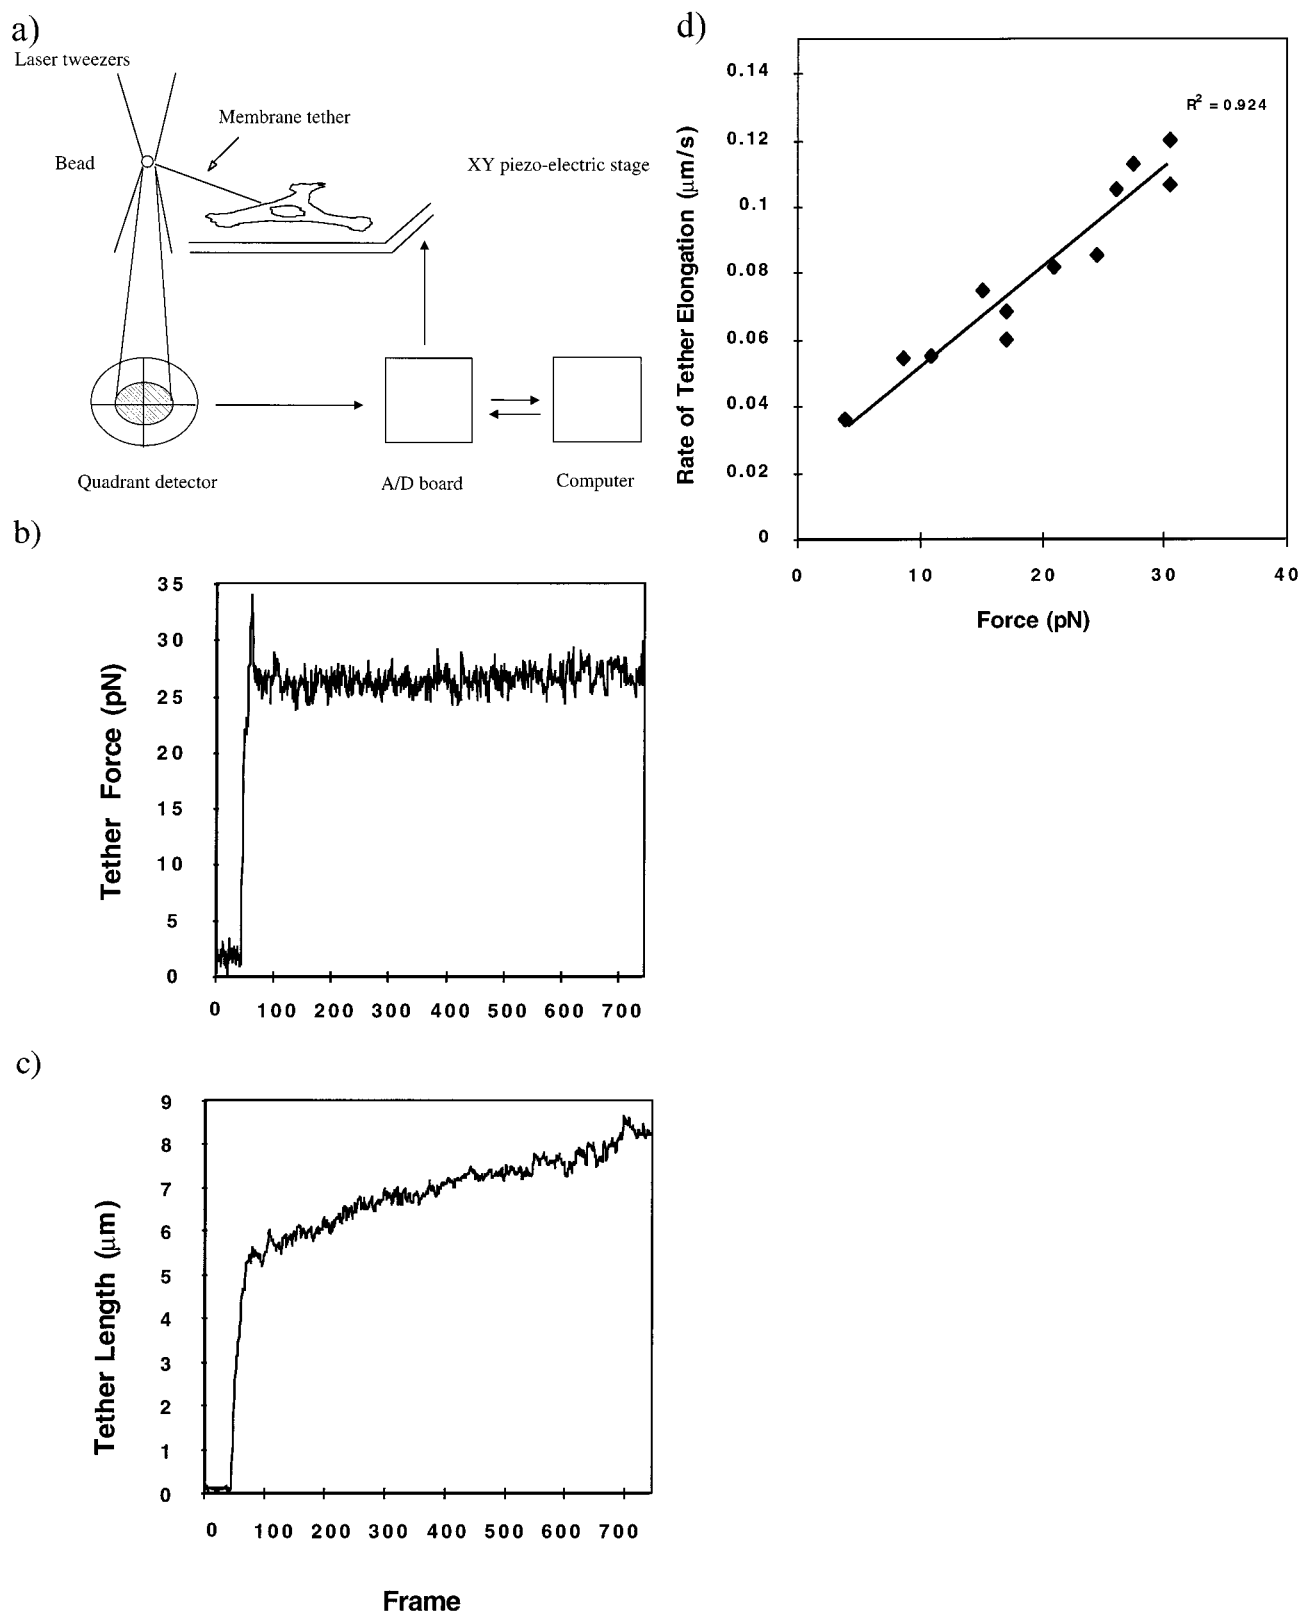 a)
Laser tweezers
Membrane tether
Bead
XY piezo-electric stage
Quadrant detector
A/D board
Computer
b)
Tether Force (pN)
35
30
25
20
15
10
5
0
0 100 200 300 400 500 600 700
c)
Tether Length (μm)
9
8
7
6
5
4
3
2
1
0
0 100 200 300 400 500 600 700
Frame
d)
Rate of Tether Elongation (μm/s)
0.14
0.12
0.1
0.08
0.06
0.04
0.02
0
R² = 0.924
0 10 20 30 40
Force (pN)